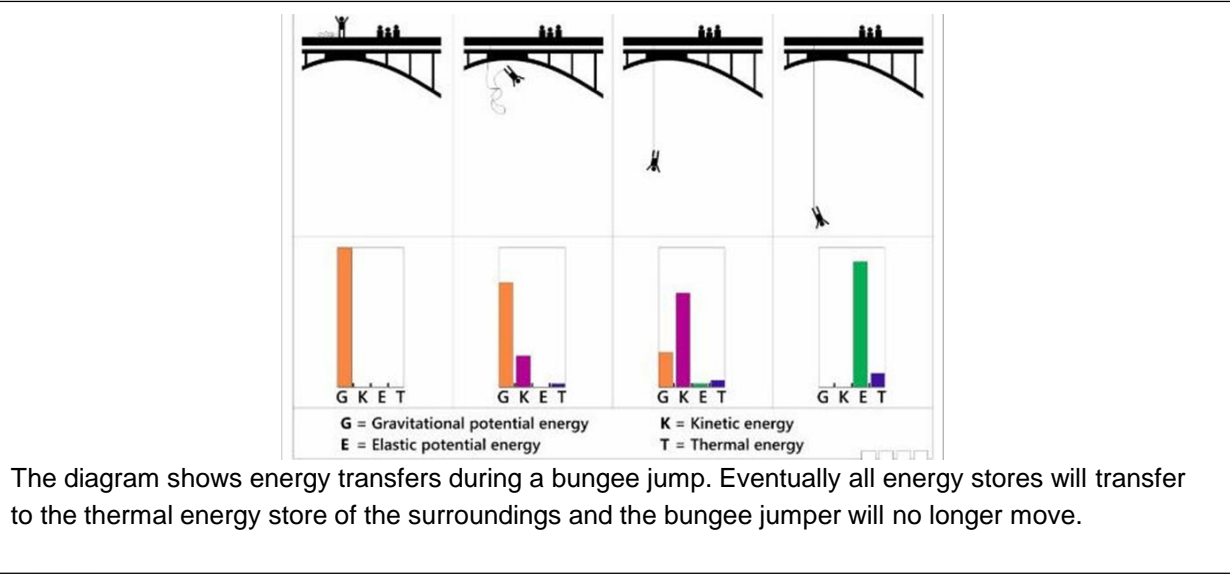 G K E T
G K E T
G K E T
G K E T
G = Gravitational potential energy
K = Kinetic energy
E = Elastic potential energy
T = Thermal energy
The diagram shows energy transfers during a bungee jump. Eventually all energy stores will transfer
to the thermal energy store of the surroundings and the bungee jumper will no longer move.